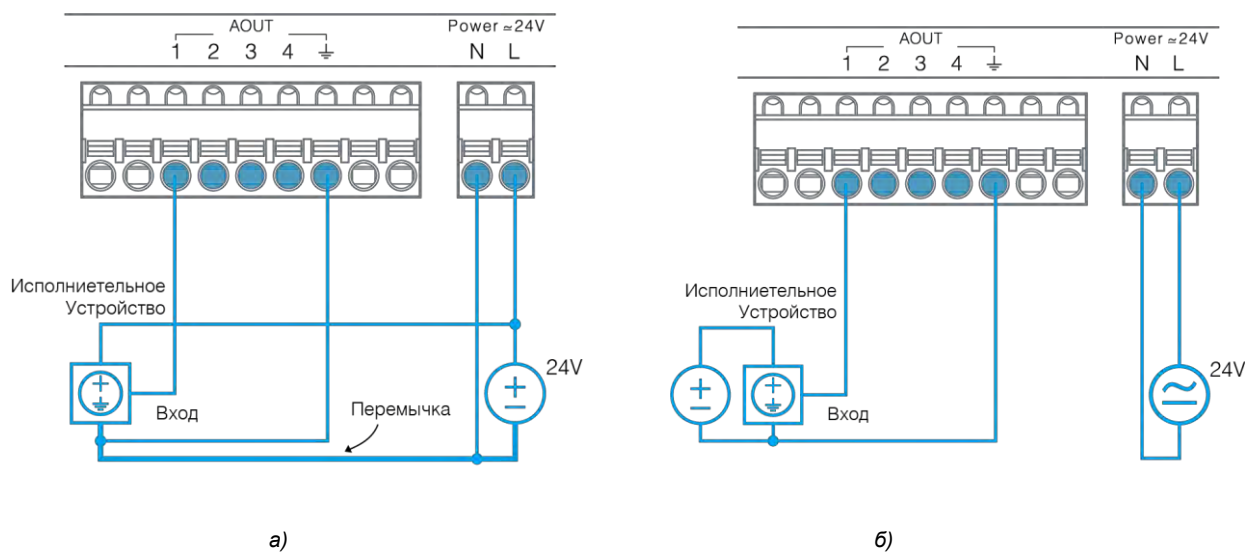 AOUT
Power ≃24V
1 2 3 4 ⏚
N L
Исполниетельное
Устройство
24V
Вход
Перемычка
а)
AOUT
Power ≃24V
1 2 3 4 ⏚
N L
Исполниетельное
Устройство
24V
Вход
б)